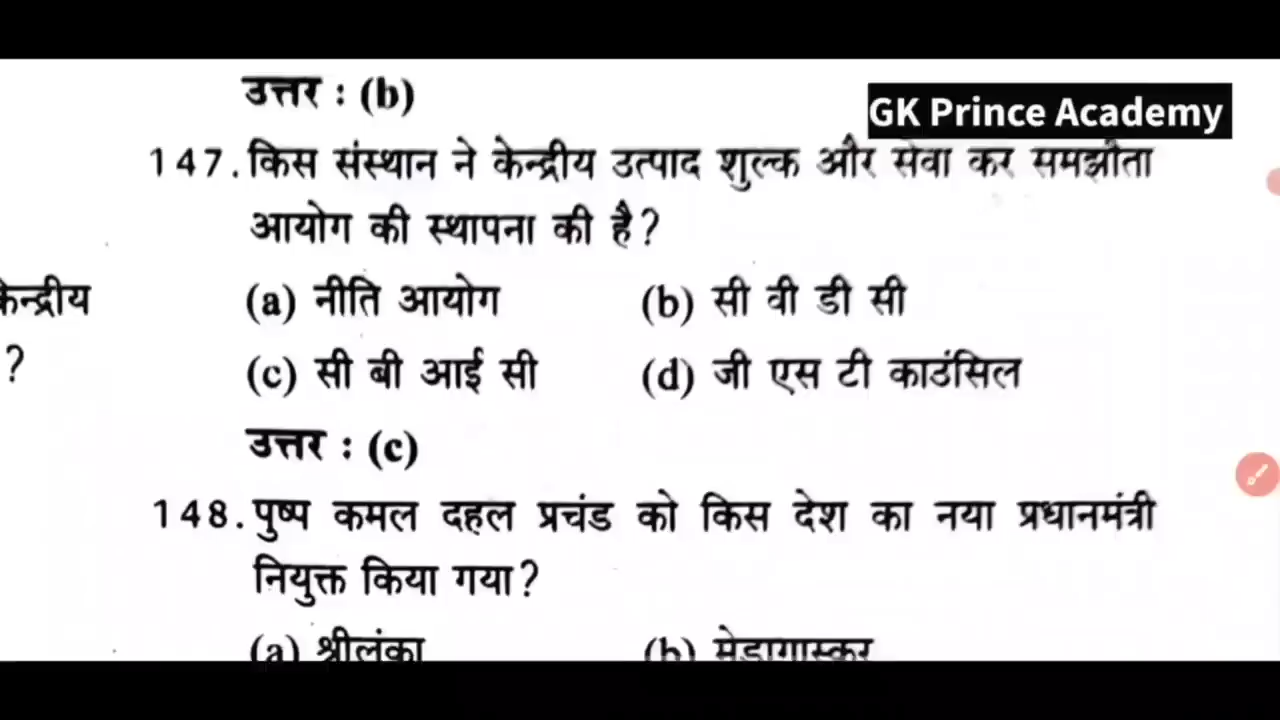 उत्तर : (b)
GK Prince Academy
147. किस संस्थान ने केन्द्रीय उत्पाद शुल्क और सेवा कर समझौता
आयोग की स्थापना की है?
केन्द्रीय
(a) नीति आयोग (b) सी वी डी सी
?
(c) सी बी आई सी (d) जी एस टी काउंसिल
उत्तर : (c)
148. पुष्प कमल दहल प्रचंड को किस देश का नया प्रधानमंत्री
नियुक्त किया गया?
(a) श्रीलंका (b) मेडागास्कर